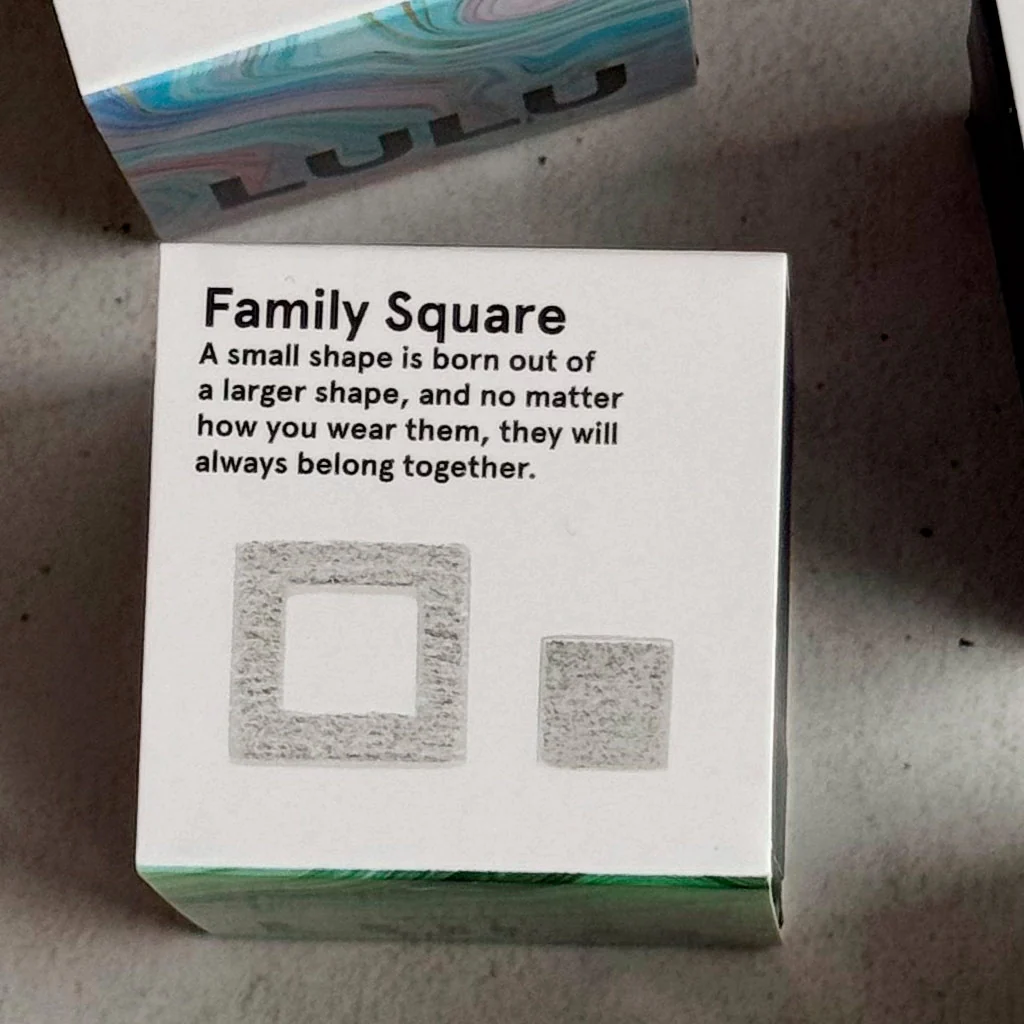 LULU
Family Square
A small shape is born out of
a larger shape, and no matter
how you wear them, they will
always belong together.